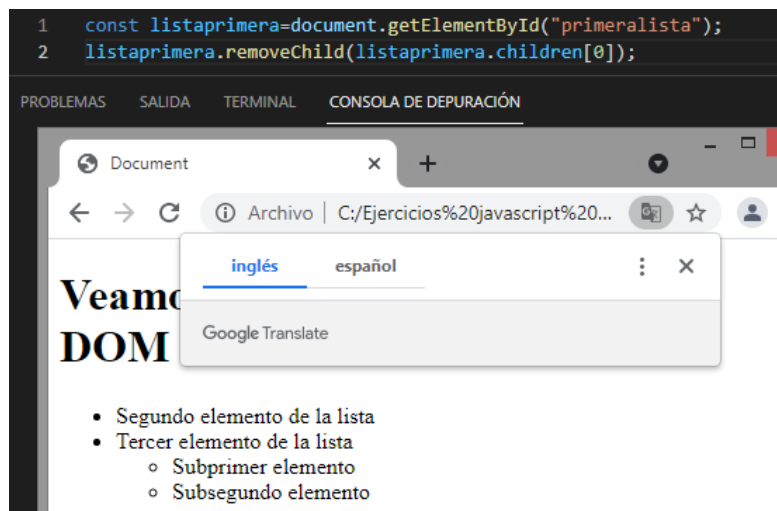 1 const listaprimera=document.getElementById("primeralista");
2 listaprimera.removeChild(listaprimera.children[0]);
PROBLEMAS SALIDA TERMINAL CONSOLA DE DEPURACIÓN
Document
Archivo | C:/Ejercicios%20javascript%20...
inglés español
Google Translate
Veamo
DOM
Segundo elemento de la lista
Tercer elemento de la lista
Subprimer elemento
Subsegundo elemento